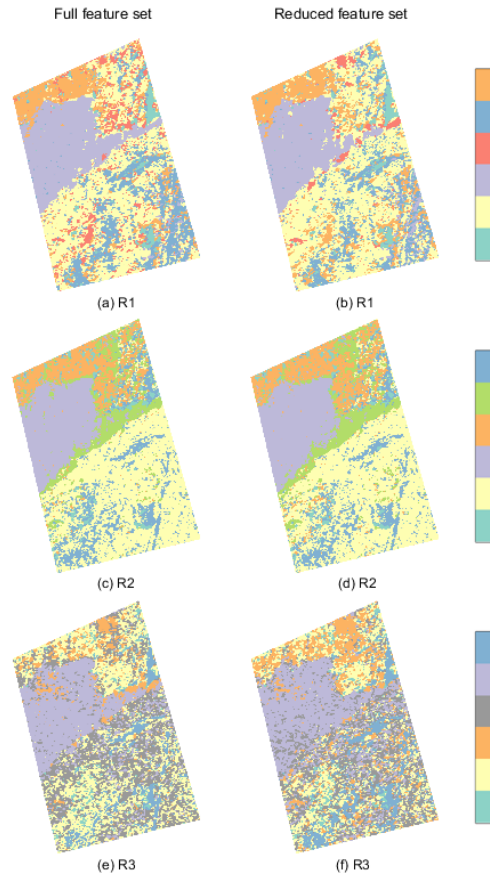 Full feature set
Reduced feature set
(a) R1
(b) R1
(c) R2
(d) R2
(e) R3
(f) R3